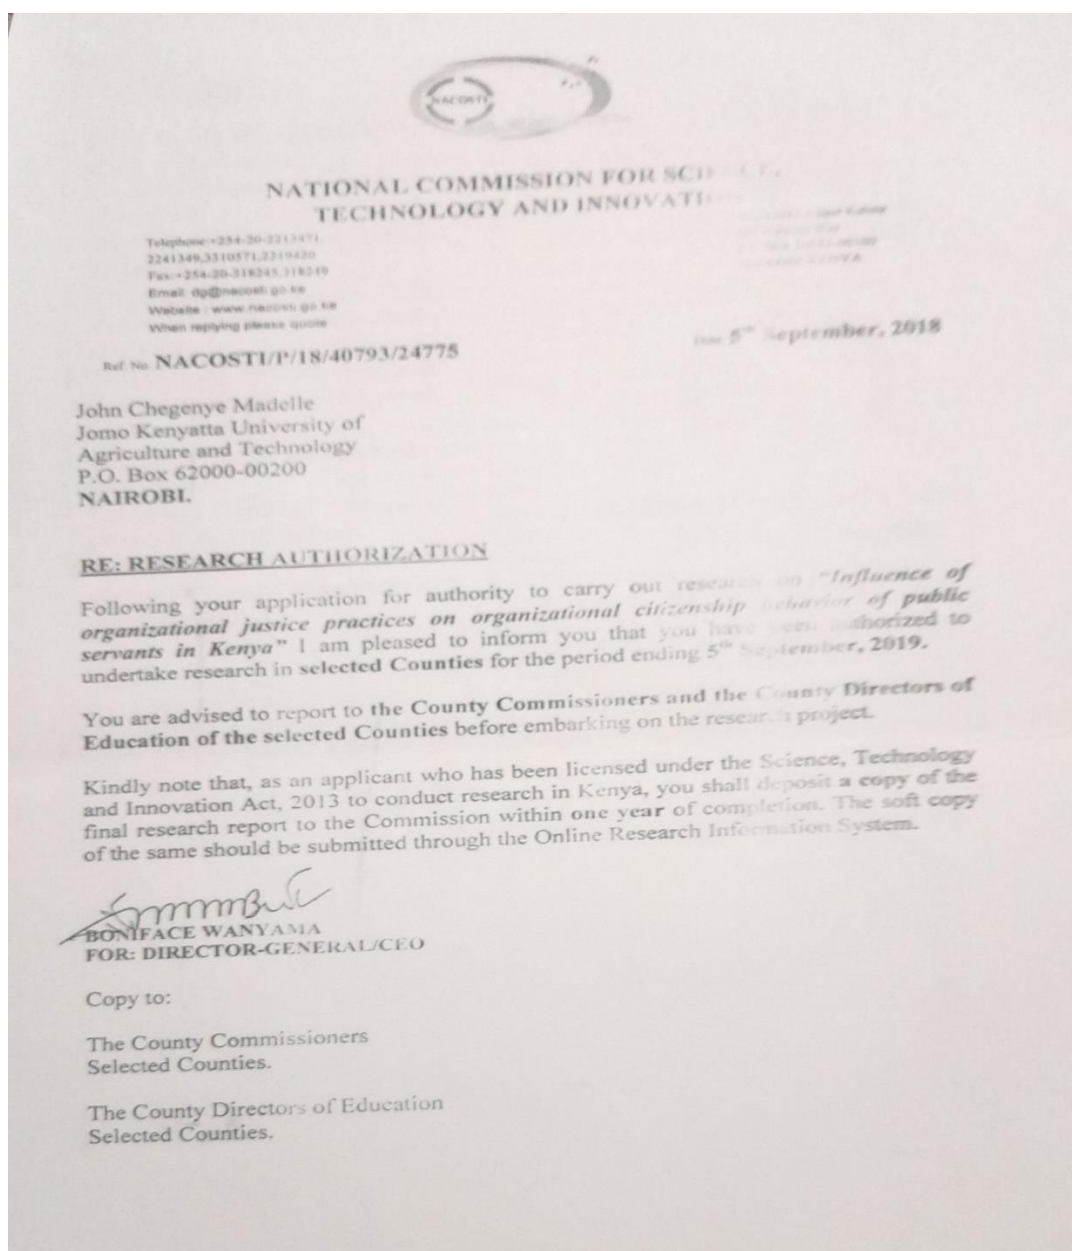 NACOSTI
NATIONAL COMMISSION FOR SCIENCE,
TECHNOLOGY AND INNOVATION
Telephone:+254-20-2213471,
2241349,3310571,2219420
Fax:+254-20-318245,318249
Email: dg@nacosti.go.ke
Website : www.nacosti.go.ke
When replying please quote
KENYA
Ref. No. NACOSTI/P/18/40793/24775
Date 5th September, 2018
John Chegenye Madelle
Jomo Kenyatta University of
Agriculture and Technology
P.O. Box 62000-00200
NAIROBI.
RE: RESEARCH AUTHORIZATION
Following your application for authority to carry out research on “Influence of
organizational justice practices on organizational citizenship behavior of public
servants in Kenya” I am pleased to inform you that you have been authorized to
undertake research in selected Counties for the period ending 5th September, 2019.
You are advised to report to the County Commissioners and the County Directors of
Education of the selected Counties before embarking on the research project.
Kindly note that, as an applicant who has been licensed under the Science, Technology
and Innovation Act, 2013 to conduct research in Kenya, you shall deposit a copy of the
final research report to the Commission within one year of completion. The soft copy
of the same should be submitted through the Online Research Information System.
BONIFACE WANYAMA
FOR: DIRECTOR-GENERAL/CEO
Copy to:
The County Commissioners
Selected Counties.
The County Directors of Education
Selected Counties.